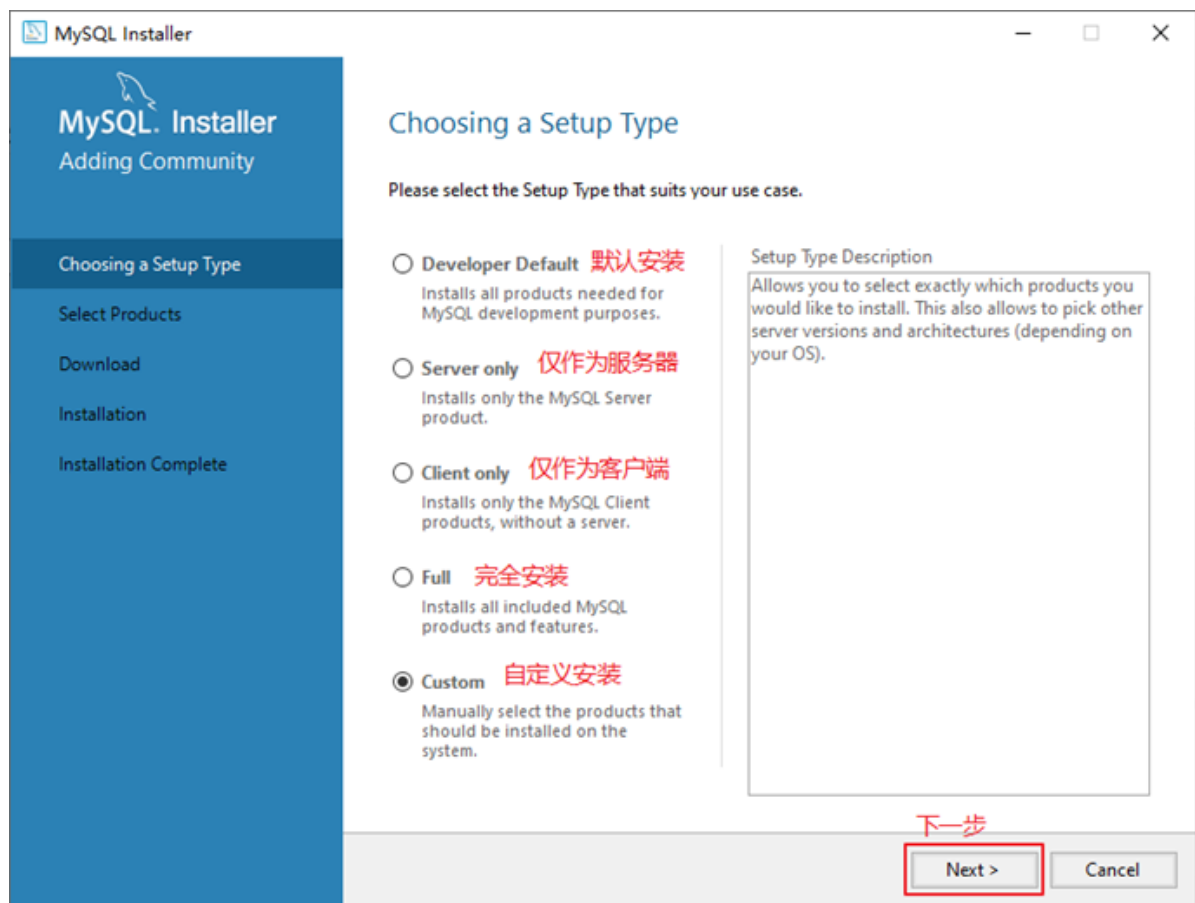 MySQL Installer
MySQL. Installer
Adding Community
Choosing a Setup Type
Select Products
Download
Installation
Installation Complete
Choosing a Setup Type
Please select the Setup Type that suits your use case.
Developer Default 默认安装
Installs all products needed for
MySQL development purposes.
Server only 仅作为服务器
Installs only the MySQL Server
product.
Client only 仅作为客户端
Installs only the MySQL Client
products, without a server.
Full 完全安装
Installs all included MySQL
products and features.
Custom 自定义安装
Manually select the products that
should be installed on the
system.
Setup Type Description
Allows you to select exactly which products you
would like to install. This also allows to pick other
server versions and architectures (depending on
your OS).
下一步
Next >
Cancel